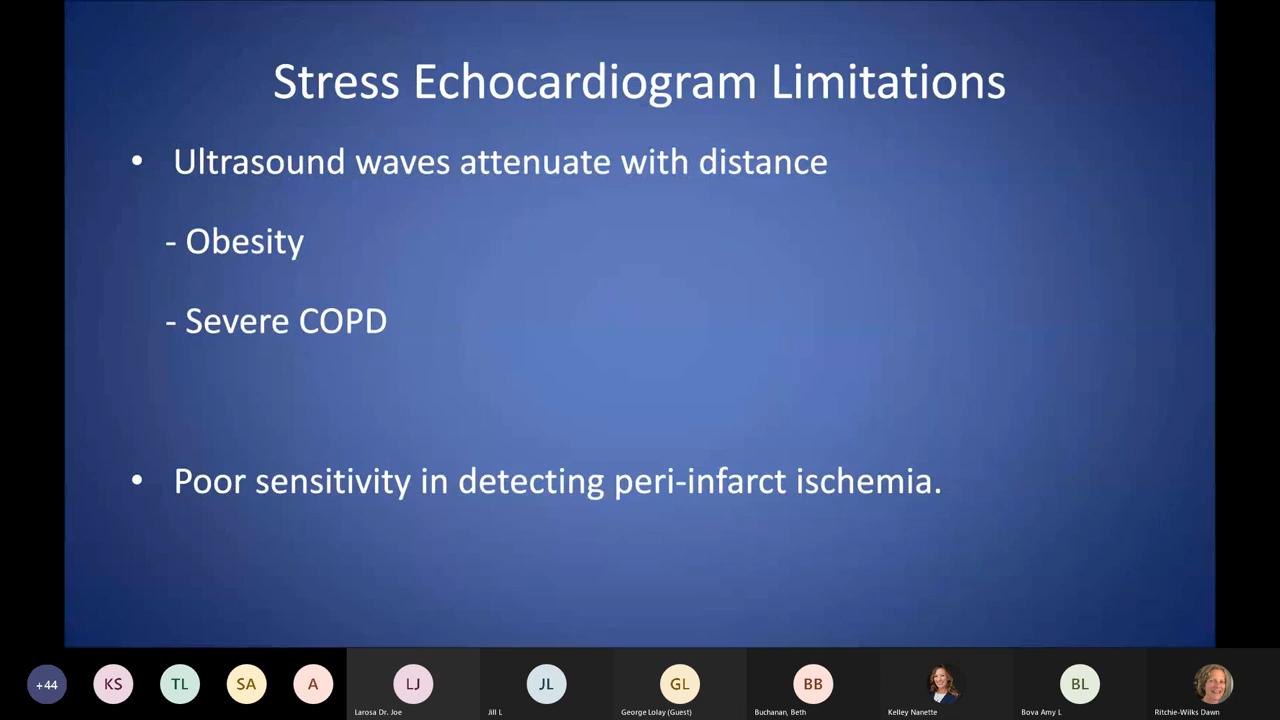 Stress Echocardiogram Limitations
• Ultrasound waves attenuate with distance
- Obesity
- Severe COPD
• Poor sensitivity in detecting peri-infarct ischemia.
+44 KS TL SA A LJ JL GL BB BL
Larosa Dr. Joe Jill L George Lolay (Guest) Buchanan, Beth Kelley Nanette Bova Amy L Ritchie-Wilks Dawn